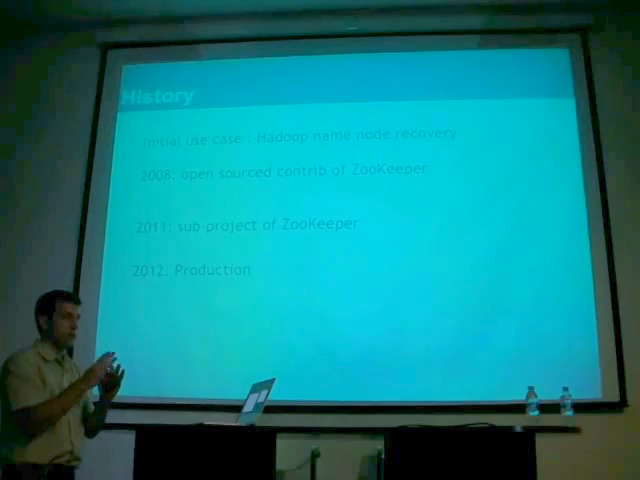 History
Initial use case : Hadoop name node recovery
2008: open sourced contrib of ZooKeeper
2011: sub-project of ZooKeeper
2012: Production